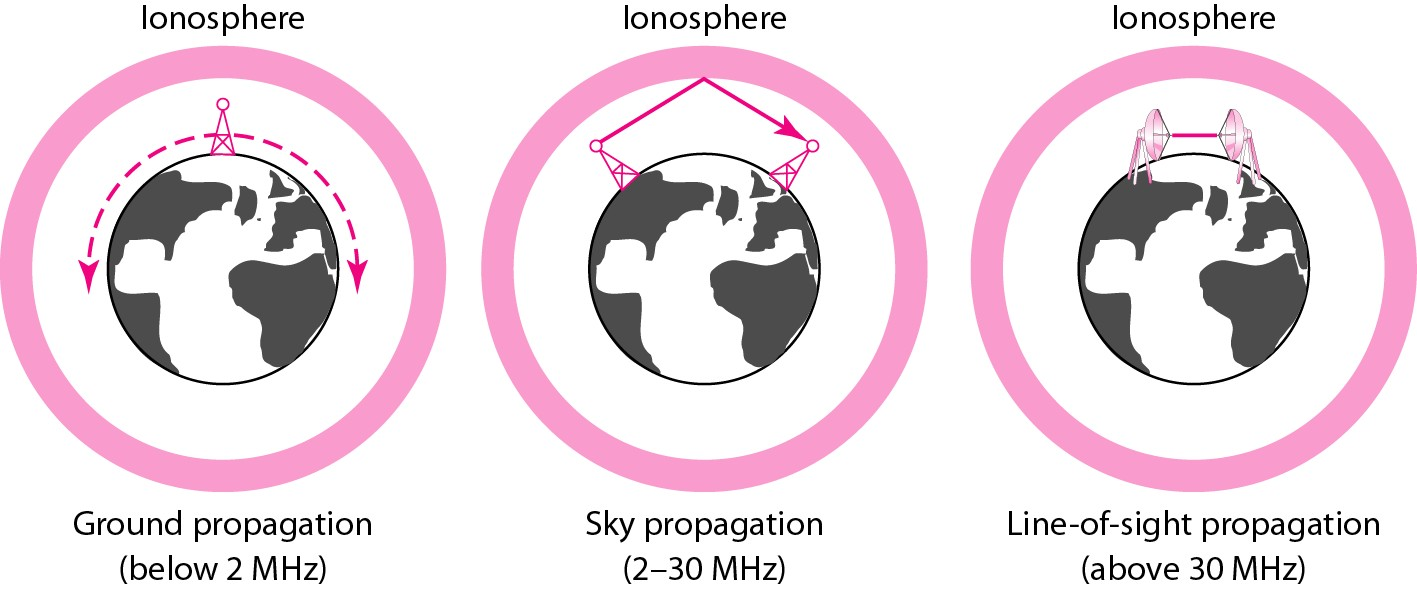 Ionosphere
Ionosphere
Ionosphere
Ground propagation
(below 2 MHz)
Sky propagation
(2–30 MHz)
Line-of-sight propagation
(above 30 MHz)